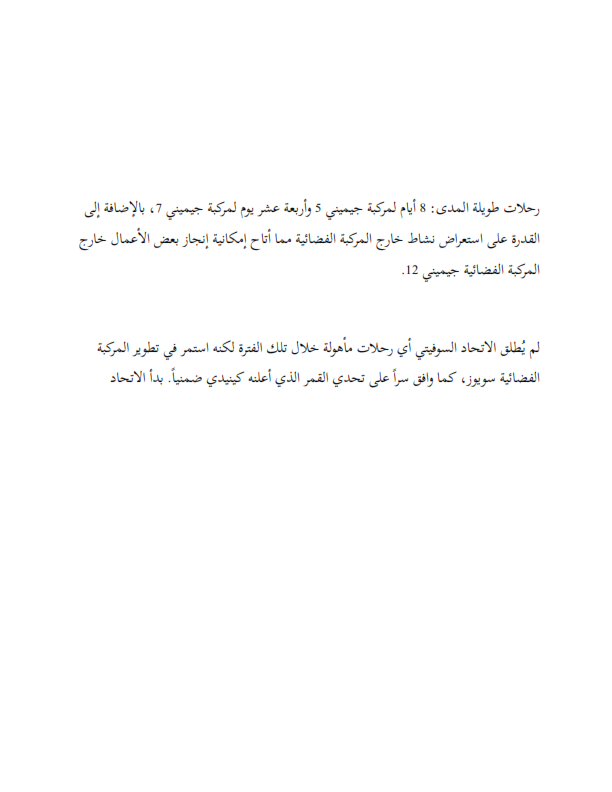 رحلات طويلة المدى: 8 أيام لمركبة جيميني 5 وأربعة عشر يوم لمركبة جيميني 7، بالإضافة إلى
القدرة على استعراض نشاط خارج المركبة الفضائية مما أتاح إمكانية إنجاز بعض الأعمال خارج
المركبة الفضائية جيميني 12.
لم يُطلق الاتحاد السوفيتي أي رحلات مأهولة خلال تلك الفترة لكنه استمر في تطوير المركبة
الفضائية سويوز، كما وافق سراً على تحدي القمر الذي أعلنه كينيدي ضمنياً. بدأ الاتحاد